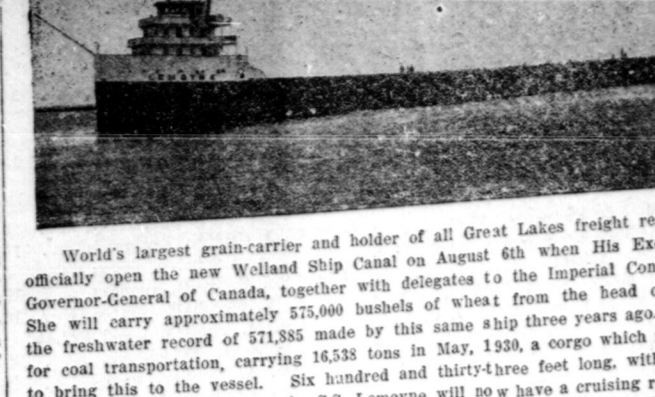 LEMOYNE
World's largest grain-carrier and holder of all Great Lakes freight re
officially open the new Welland Ship Canal on August 6th when His Ex
Governor-General of Canada, together with delegates to the Imperial Con
She will carry approximately 575,000 bushels of wheat from the head
the freshwater record of 571,885 made by this same ship three years ago.
for coal transportation, carrying 16,538 tons in May, 1930, a corgo which
to bring this to the vessel. Six hundred and thirty-three feet long, wit
Lemoyne will now have a cruising r